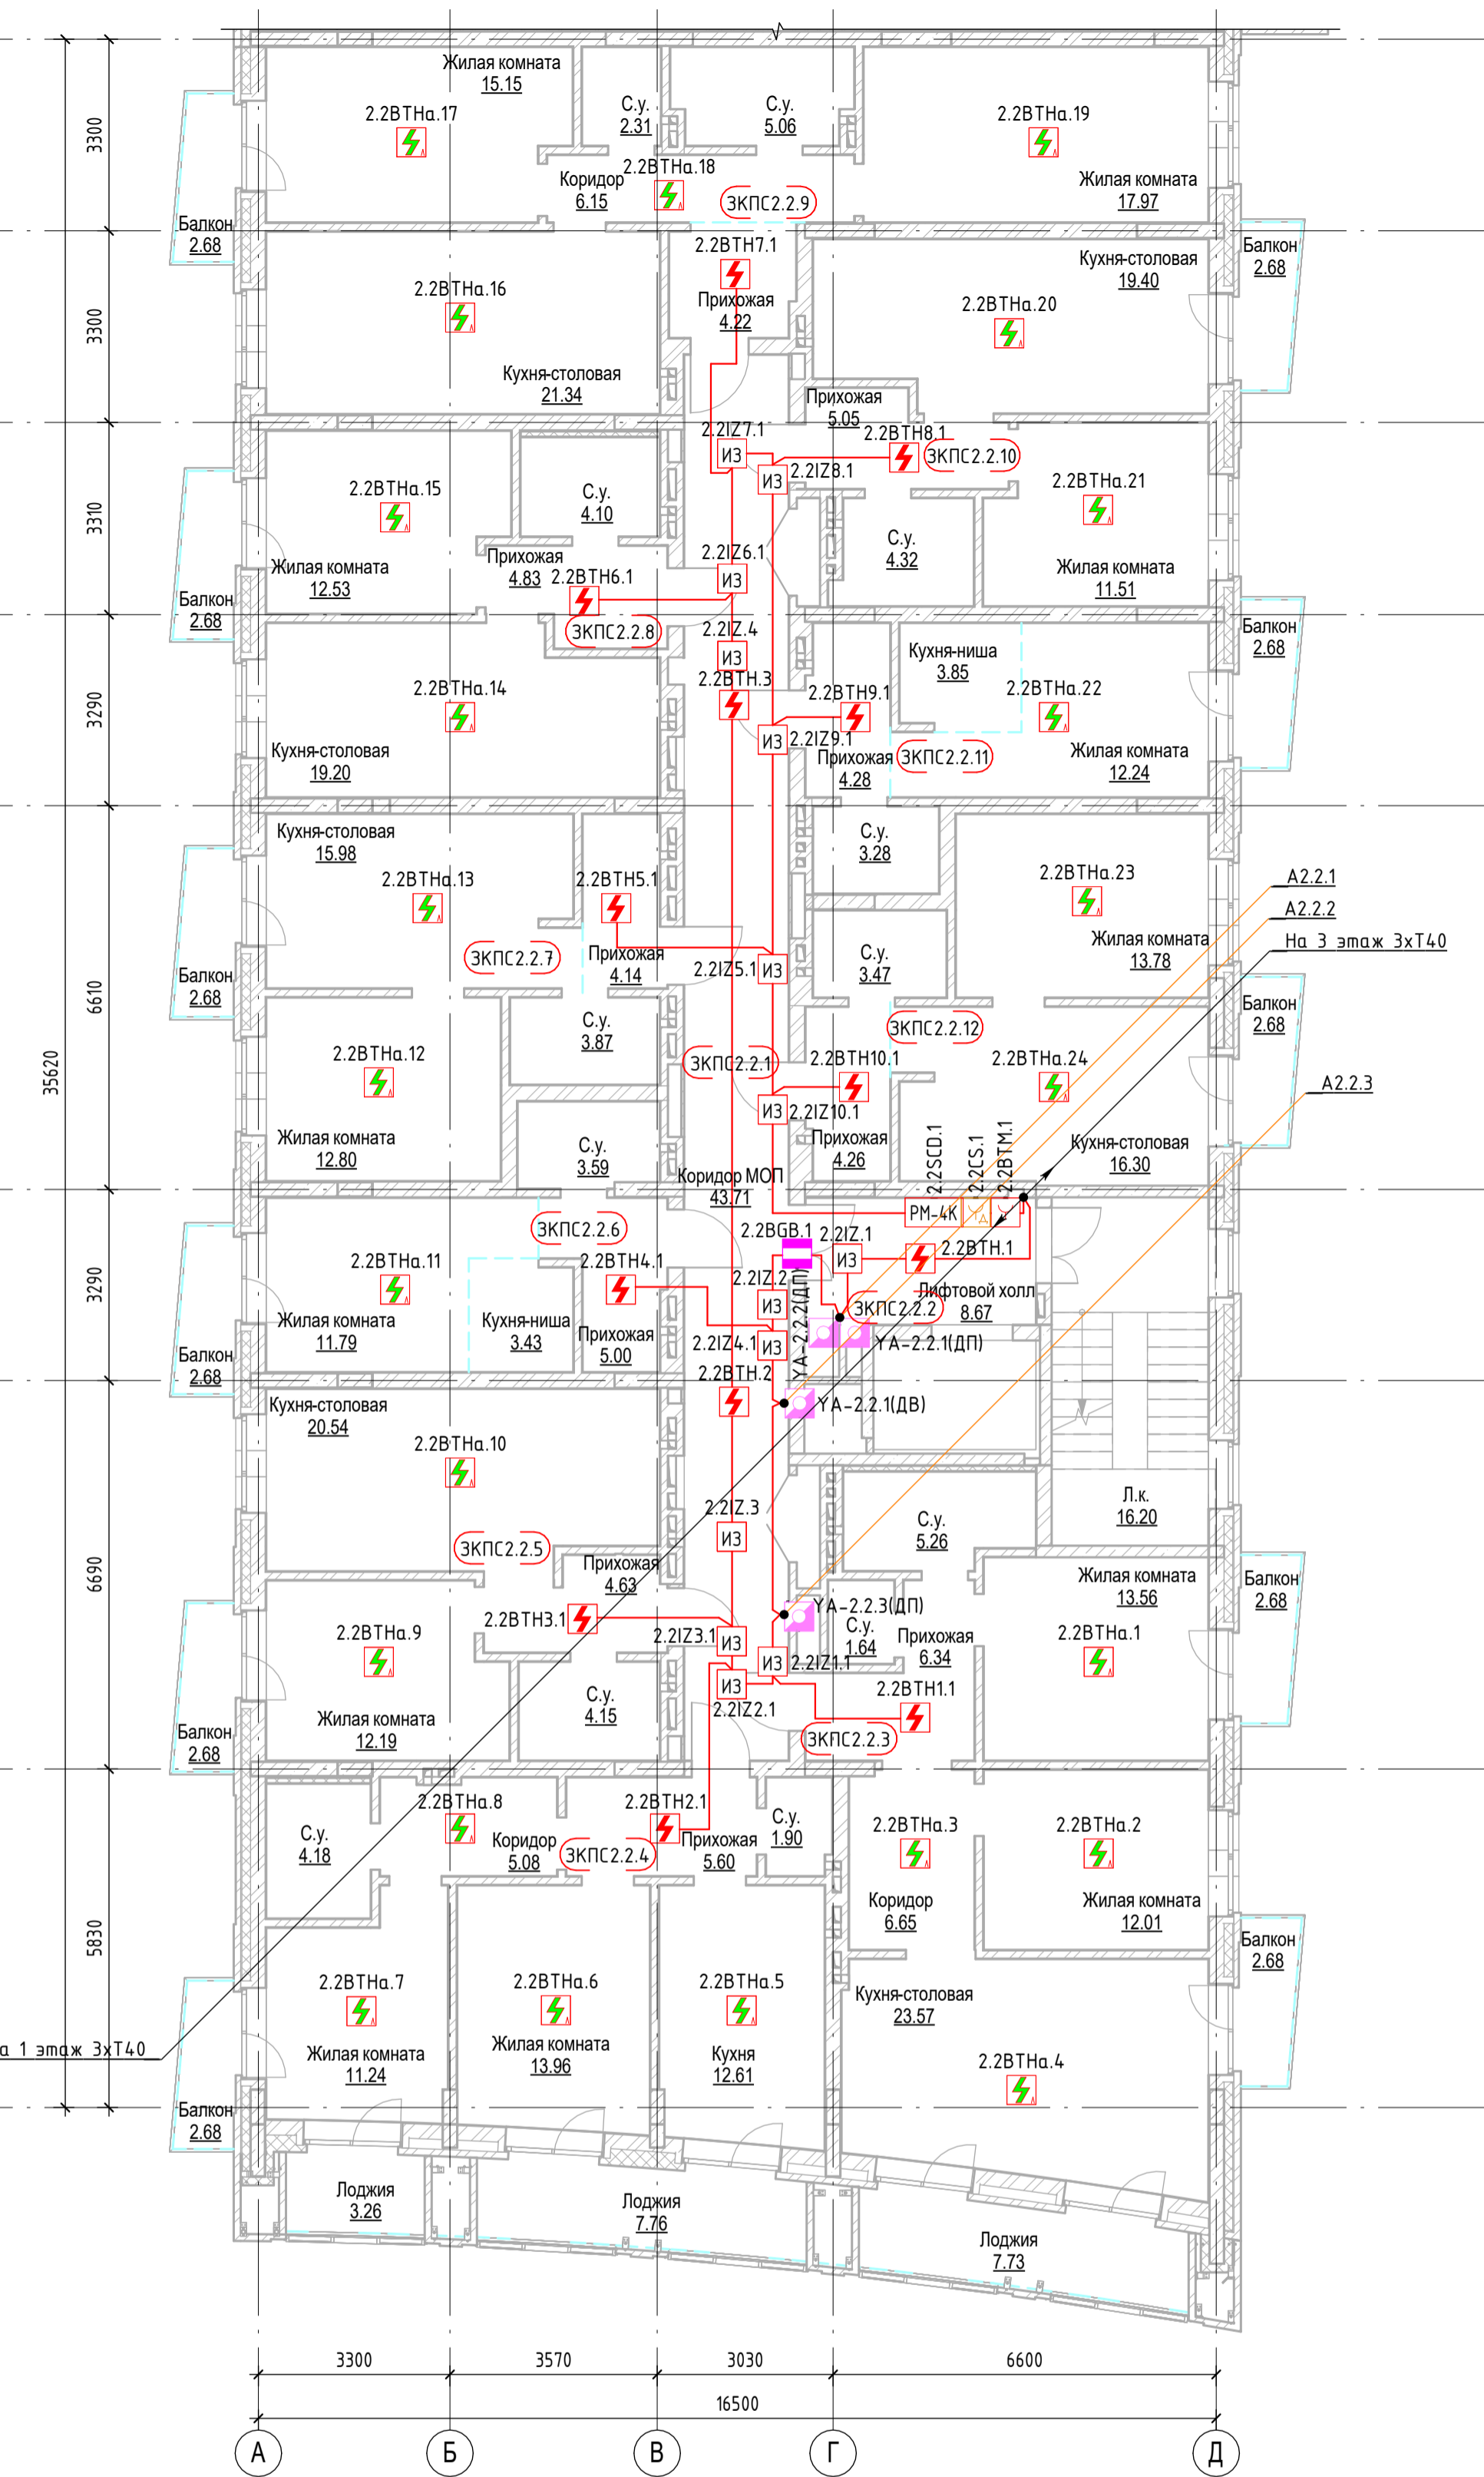 Жилая комната
15.15
2.2BTHa.17
С.у.
2.31
С.у.
5.06
2.2BTHa.19
2.2BTHa.18
Коридор
6.15
ЗКПС2.2.9
Жилая комната
17.97
3300
Балкон
2.68
2.2BTH7.1
Балкон
2.68
Кухня-столовая
19.40
2.2BTHa.16
Прихожая
4.22
2.2BTHa.20
3300
Кухня-столовая
21.34
Прихожая
5.05
2.2IZ7.1
ИЗ
2.2BTH8.1
ЗКПС2.2.10
2.2IZ8.1
ИЗ
2.2BTHa.15
С.у.
4.10
2.2BTHa.21
3310
С.у.
4.32
2.2IZ6.1
ИЗ
Прихожая
4.83
Жилая комната
12.53
2.2BTH6.1
Жилая комната
11.51
Балкон
2.68
ЗКПС2.2.8
2.2IZ.4
ИЗ
Балкон
2.68
Кухня-ниша
3.85
2.2BTH.3
2.2BTHa.14
2.2BTH9.1
2.2BTHa.22
3290
ИЗ
2.2IZ9.1
Кухня-столовая
19.20
Прихожая
4.28
ЗКПС2.2.11
Жилая комната
12.24
Кухня-столовая
15.98
С.у.
3.28
2.2BTHa.13
2.2BTH5.1
2.2BTHa.23
A2.2.1
A2.2.2
На 3 этаж 3xT40
ЗКПС2.2.7
Прихожая
4.14
2.2IZ5.1
ИЗ
С.у.
3.47
Жилая комната
13.78
Балкон
2.68
6610
Балкон
2.68
С.у.
3.87
ЗКПС2.2.12
35620
2.2BTHa.12
ЗКПС2.2.1
2.2BTH10.1
2.2BTHa.24
A2.2.3
ИЗ
2.2IZ10.1
Жилая комната
12.80
С.у.
3.59
Прихожая
4.26
2.2SCD.1
2.2CS.1
2.2BTM.1
Кухня-столовая
16.30
Коридор МОП
43.71
PM-4K
ЗКПС2.2.6
2.2BGB.1
2.2IZ.1
ИЗ
2.2BTH.1
3290
2.2BTHa.11
2.2BTH4.1
2.2IZ.2
ИЗ
YA-2.2.2(ДП)
Лифтовой холл
8.67
ЗКПС2.2.2
Жилая комната
11.79
Кухня-ниша
3.43
Прихожая
5.00
2.2IZ4.1
ИЗ
YA-2.2.1(ДП)
Балкон
2.68
2.2BTH.2
Кухня-столовая
20.54
YA-2.2.1(ДВ)
2.2BTHa.10
2.2IZ.3
ИЗ
Л.к.
16.20
С.у.
5.26
ЗКПС2.2.5
Прихожая
4.63
6690
Жилая комната
13.56
Балкон
2.68
2.2BTH3.1
YA-2.2.3(ДП)
С.у.
1.64
Прихожая
6.34
2.2BTHa.9
2.2IZ3.1
ИЗ
2.2BTHa.1
ИЗ
2.2IZ1.1
ИЗ
2.2IZ2.1
2.2BTH1.1
С.у.
4.15
Жилая комната
12.19
Балкон
2.68
ЗКПС2.2.3
2.2BTHa.8
2.2BTH2.1
С.у.
4.18
Коридор
5.08
ЗКПС2.2.4
Прихожая
5.60
С.у.
1.90
2.2BTHa.3
2.2BTHa.2
Коридор
6.65
Жилая комната
12.01
5830
Балкон
2.68
2.2BTHa.7
2.2BTHa.6
2.2BTHa.5
Кухня-столовая
23.57
а 1 этаж 3xT40
Жилая комната
11.24
Жилая комната
13.96
Кухня
12.61
2.2BTHa.4
Балкон
2.68
Лоджия
3.26
Лоджия
7.76
Лоджия
7.73
3300
3570
3030
6600
16500
А
Б
В
Г
Д